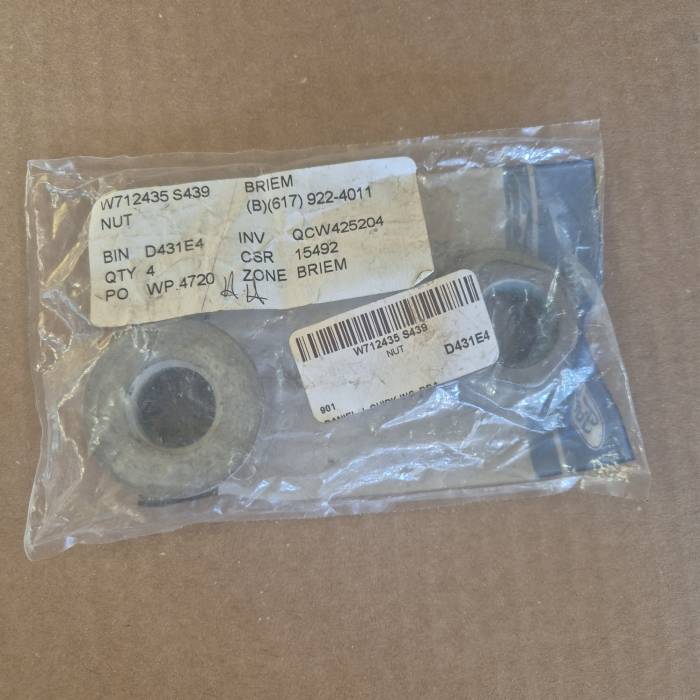 W712435 S439 BRIEM
NUT (B)(617) 922-4011
BIN D431E4 INV QCW425204
QTY 4 CSR 15492
PO WP.4720 ZONE BRIEM
W712435 S439
NUT D431E4
901